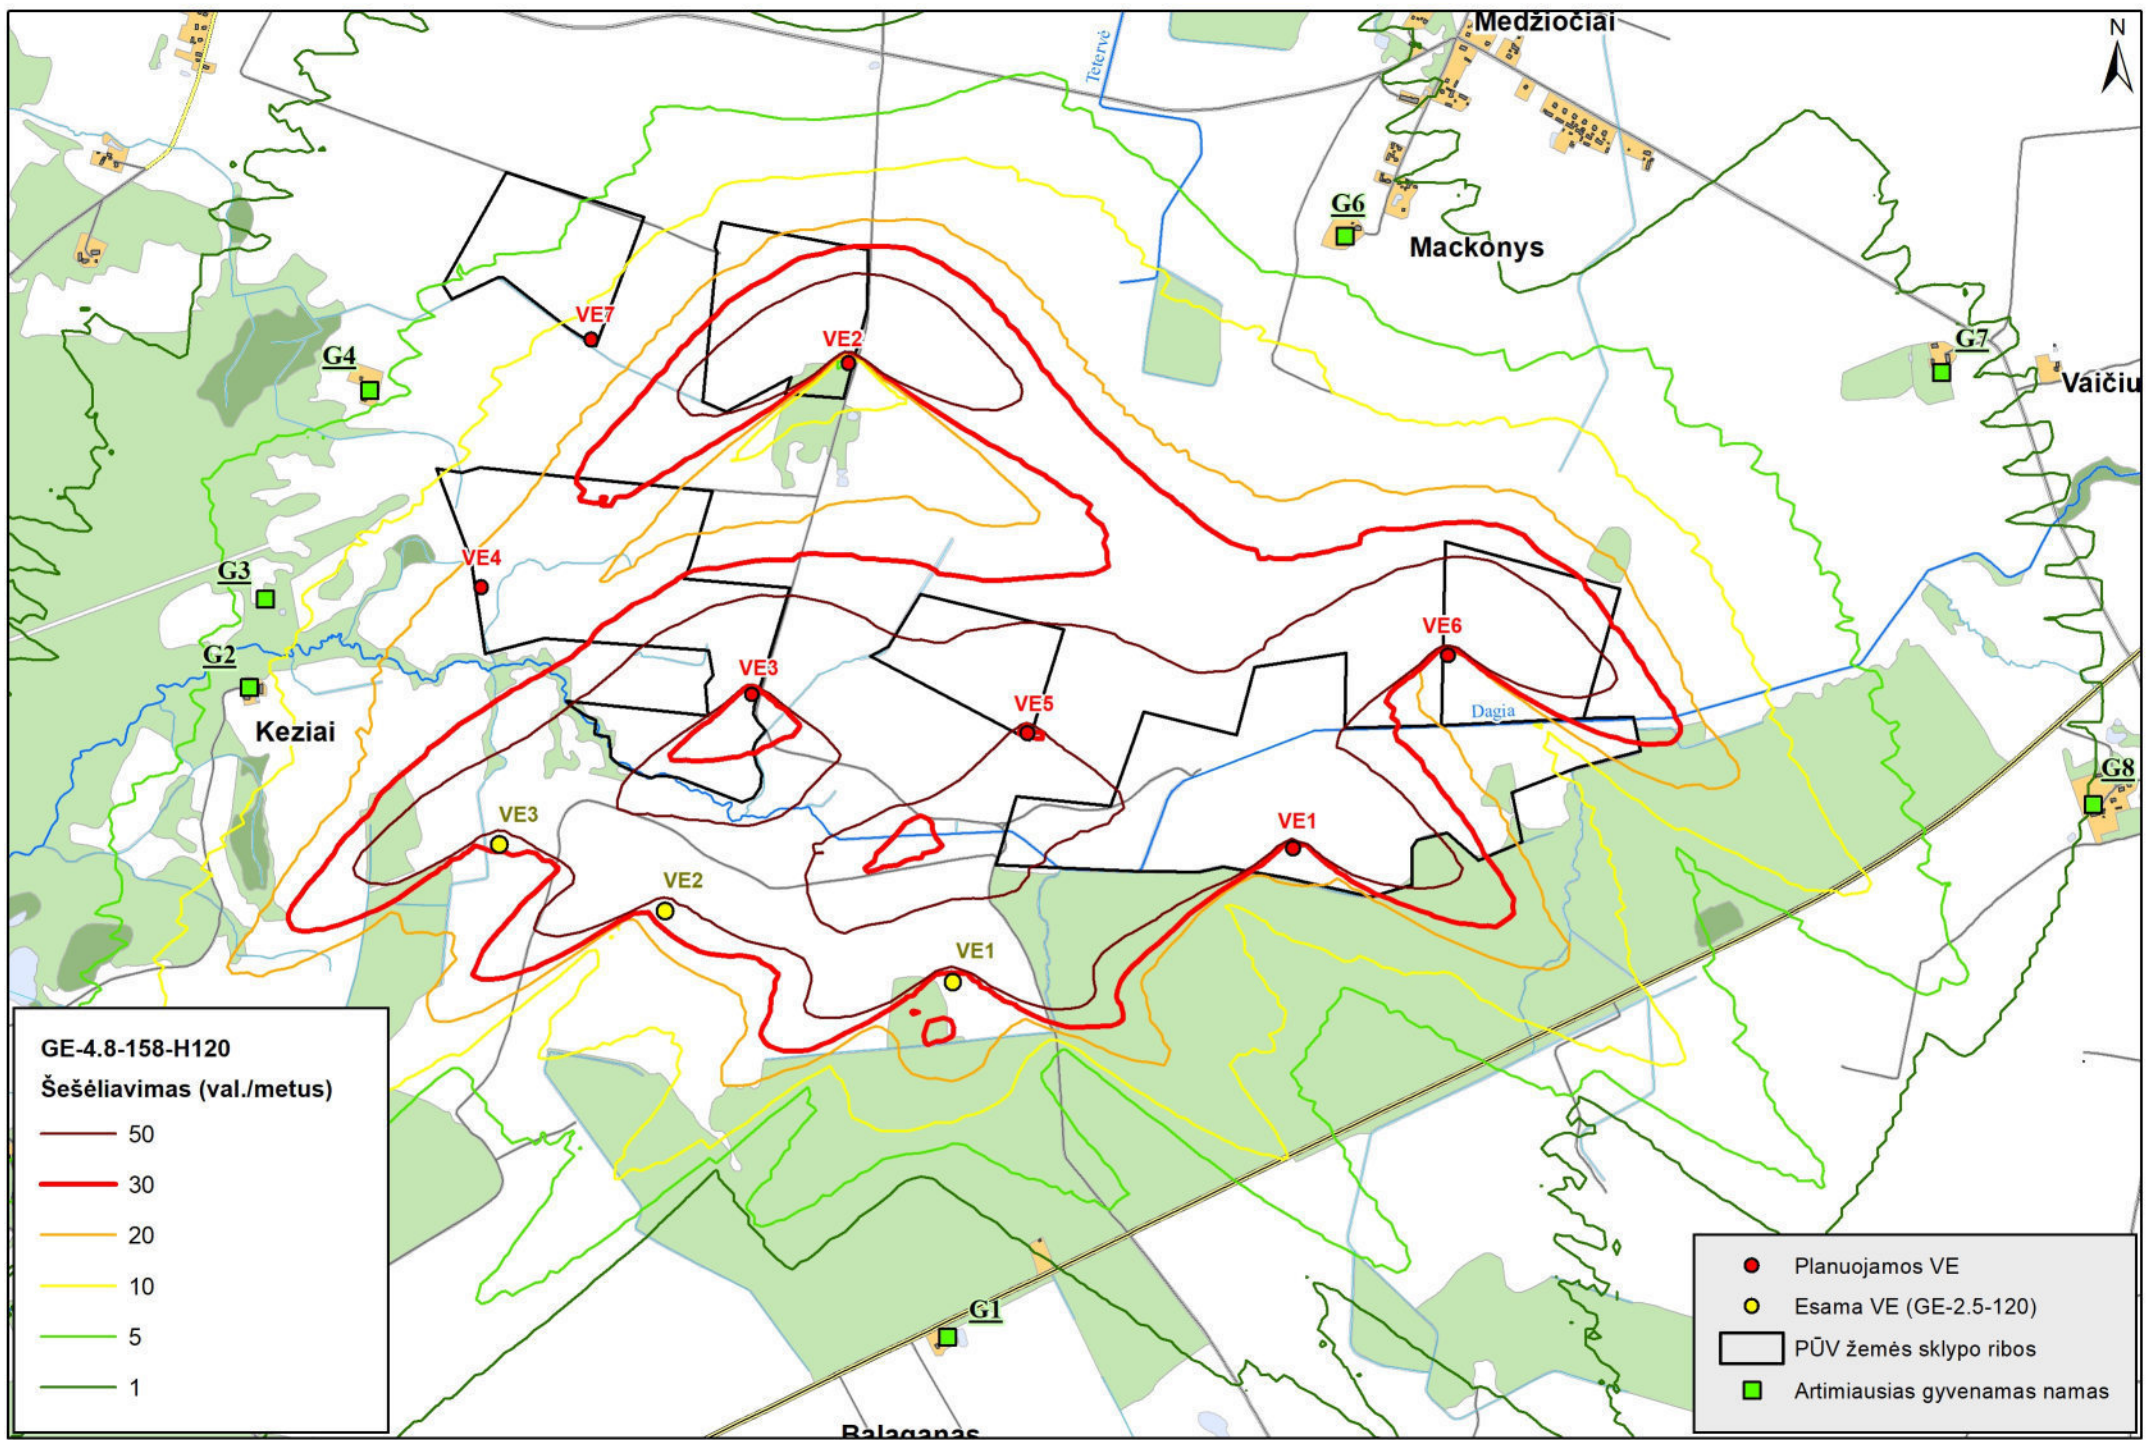 Medžiočiai
N
Tetervė
G6
Mackonys
VE7
VE2
G7
G4
Vaičiu
VE4
G3
VE6
G2
VE3
VE5
Dagia
Keziai
G8
VE3
VE1
VE2
VE1
GE-4.8-158-H120
Šešėliavimas (val./metus)
50
30
20
10
5
1
G1
Balaganas
Planuojamos VE
Esama VE (GE-2.5-120)
PŪV žemės sklypo ribos
Artimiausias gyvenamas namas